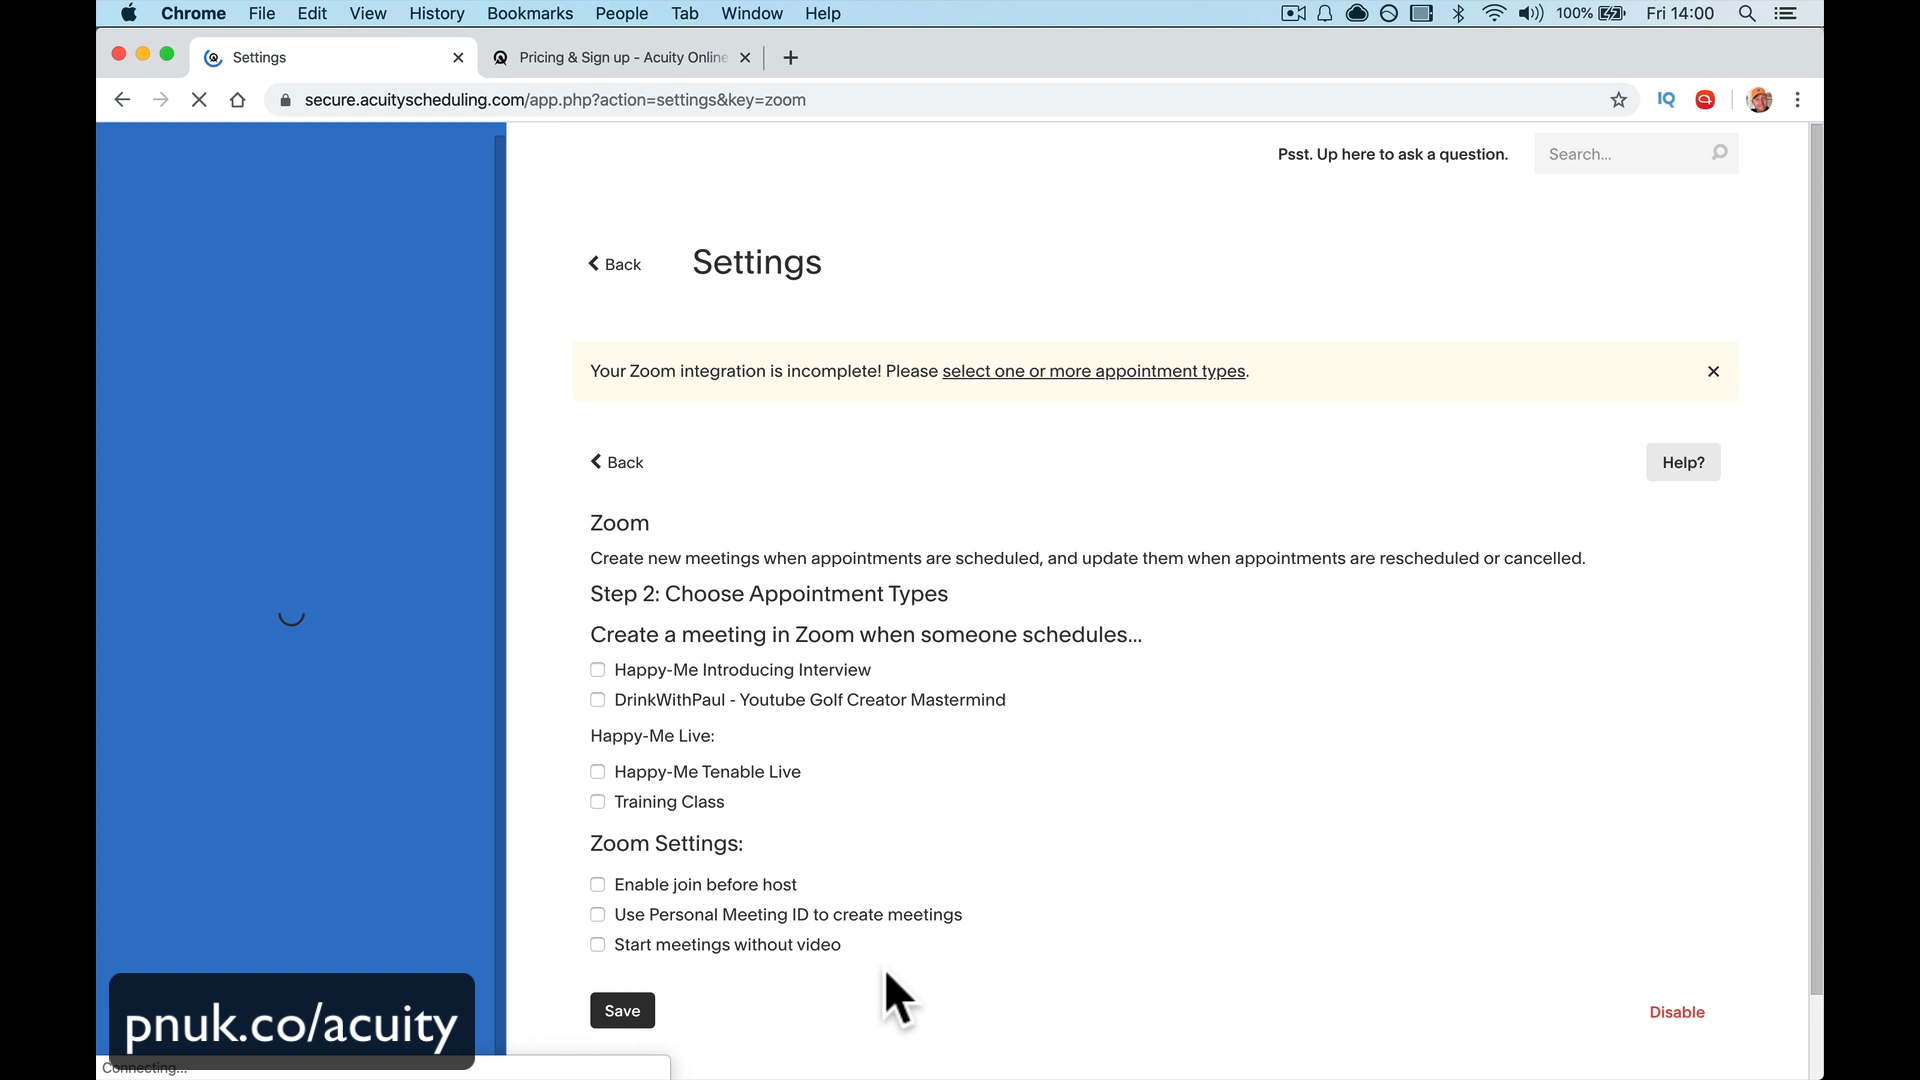 Chrome File Edit View History Bookmarks People Tab Window Help 100% Fri 14:00
Settings Pricing & Sign up - Acuity Online
secure.acuityscheduling.com/app.php?action=settings&key=zoom IQ
Psst. Up here to ask a question. Search...
Back Settings
Your Zoom integration is incomplete! Please select one or more appointment types.
Back Help?
Zoom
Create new meetings when appointments are scheduled, and update them when appointments are rescheduled or cancelled.
Step 2: Choose Appointment Types
Create a meeting in Zoom when someone schedules...
Happy-Me Introducing Interview
DrinkWithPaul - Youtube Golf Creator Mastermind
Happy-Me Live:
Happy-Me Tenable Live
Training Class
Zoom Settings:
Enable join before host
Use Personal Meeting ID to create meetings
Start meetings without video
Save Disable
pnuk.co/acuity
Connecting...